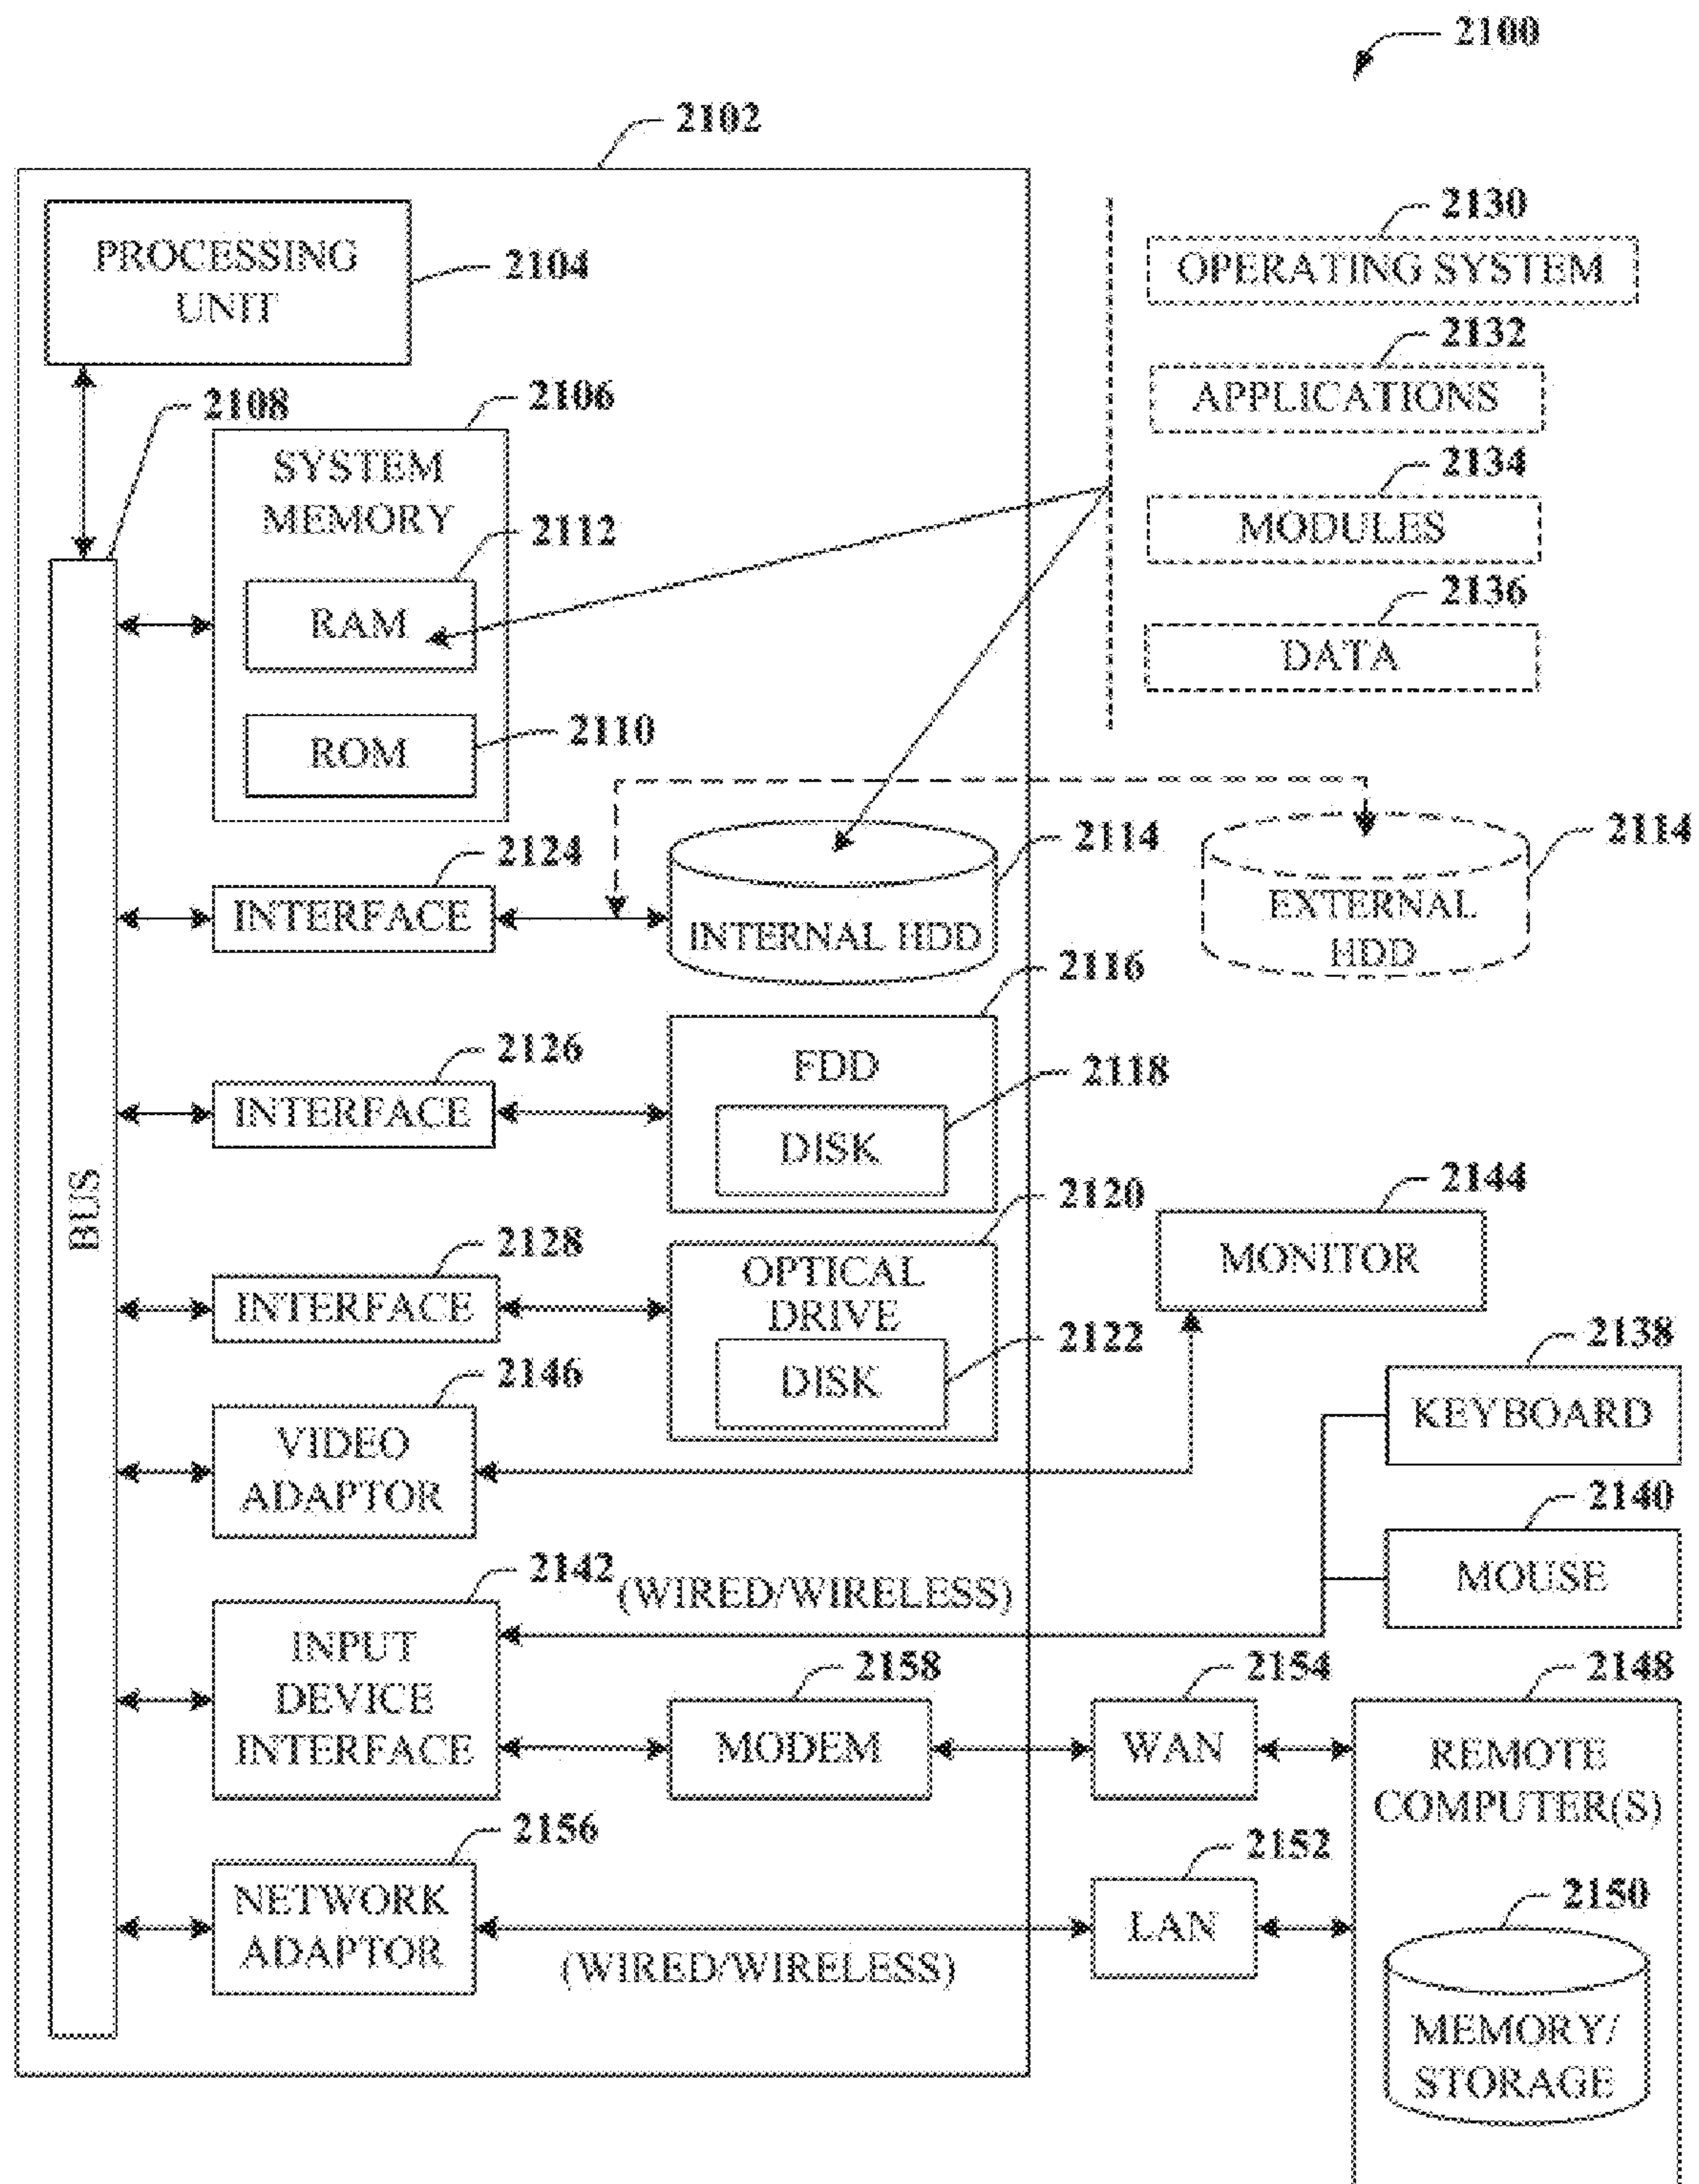 2100
2102
PROCESSING
UNIT
2104
2130
OPERATING SYSTEM
2132
APPLICATIONS
2134
MODULES
2136
DATA
2108
2106
SYSTEM
MEMORY
2112
RAM
2110
ROM
2124
INTERFACE
2114
INTERNAL HDD
2114
EXTERNAL
HDD
2126
INTERFACE
2116
FDD
2118
DISK
BUS
2128
INTERFACE
2120
OPTICAL
DRIVE
2122
DISK
2144
MONITOR
2146
VIDEO
ADAPTOR
2138
KEYBOARD
2140
MOUSE
2142
(WIRED/WIRELESS)
INPUT
DEVICE
INTERFACE
2158
MODEM
2154
WAN
2148
REMOTE
COMPUTER(S)
2156
NETWORK
ADAPTOR
(WIRED/WIRELESS)
2152
LAN
2150
MEMORY/
STORAGE